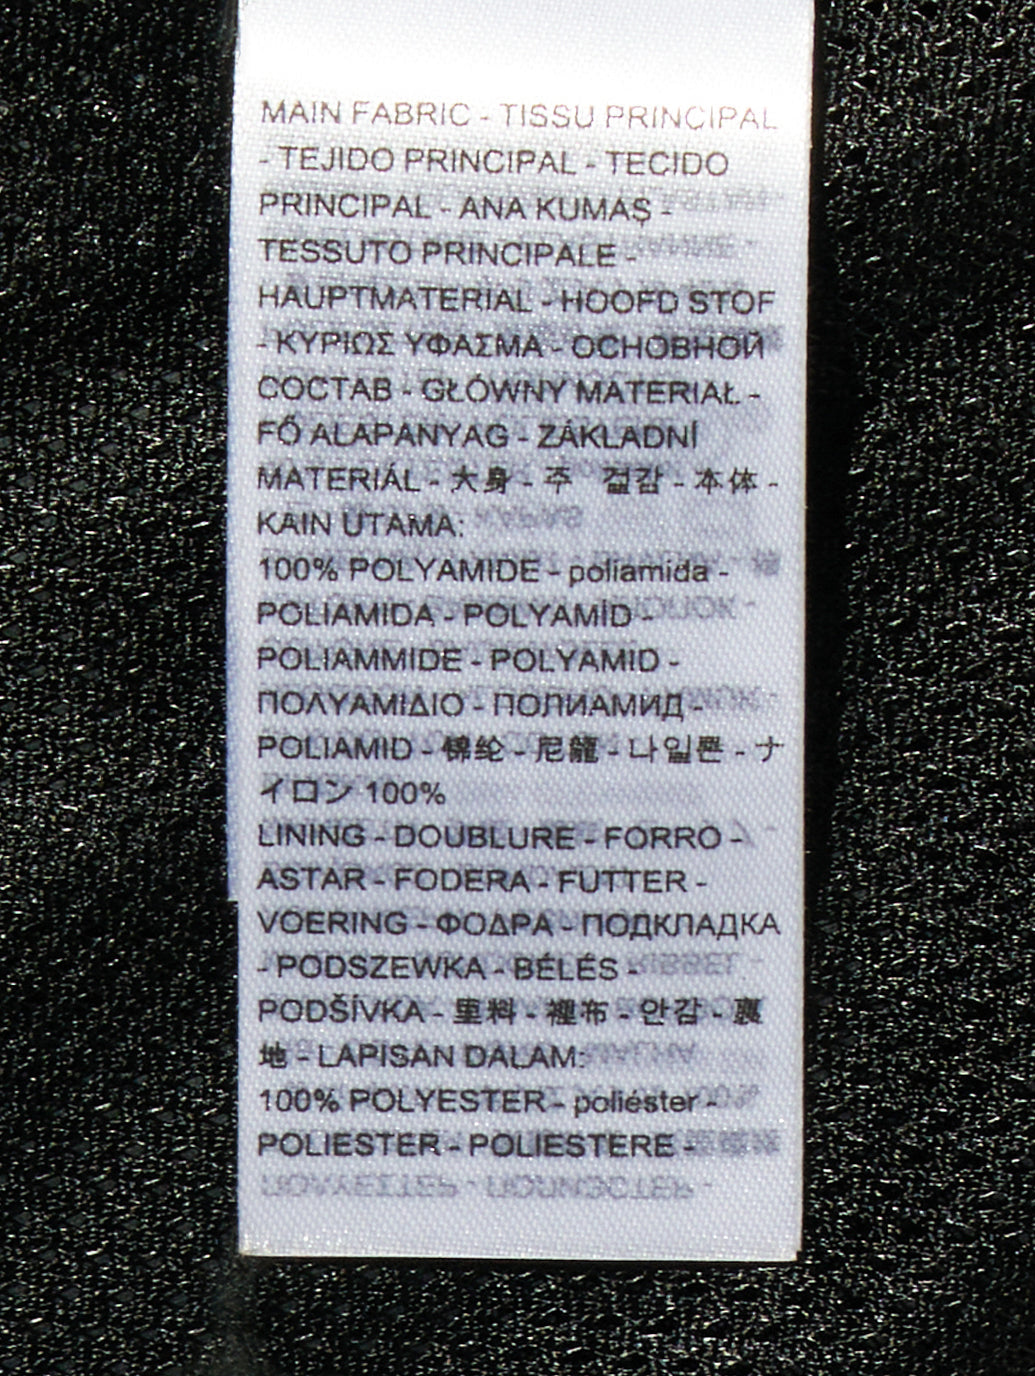 MAIN FABRIC - TISSU PRINCIPAL
- TEJIDO PRINCIPAL - TECIDO
PRINCIPAL - ANA KUMAŞ -
TESSUTO PRINCIPALE -
HAUPTMATERIAL - HOOFD STOF
- ΚΥΡΙΩΣ ΥΦΑΣΜΑ - ОСНОВНОЙ
СОСТАВ - GŁÓWNY MATERIAŁ -
FŐ ALAPANYAG - ZÁKLADNÍ
MATERIÁL - 大身 - 주 겉감 - 本体 -
KAIN UTAMA:
100% POLYAMIDE - poliamida -
POLIAMIDA - POLYAMİD -
POLIAMMIDE - POLYAMID -
ΠΟΛΥΑΜΙΔΙΟ - ПОЛИАМИД -
POLIAMID - 锦纶 - 尼龍 - 나일론 - ナ
イロン 100%
LINING - DOUBLURE - FORRO -
ASTAR - FODERA - FUTTER -
VOERING - ΦΟΔΡΑ - ПОДКЛАДКА
- PODSZEWKA - BÉLÉS -
PODŠÍVKA - 里料 - 裡布 - 안감 - 裏
地 - LAPISAN DALAM:
100% POLYESTER - poliéster -
POLIESTER - POLIESTERE -